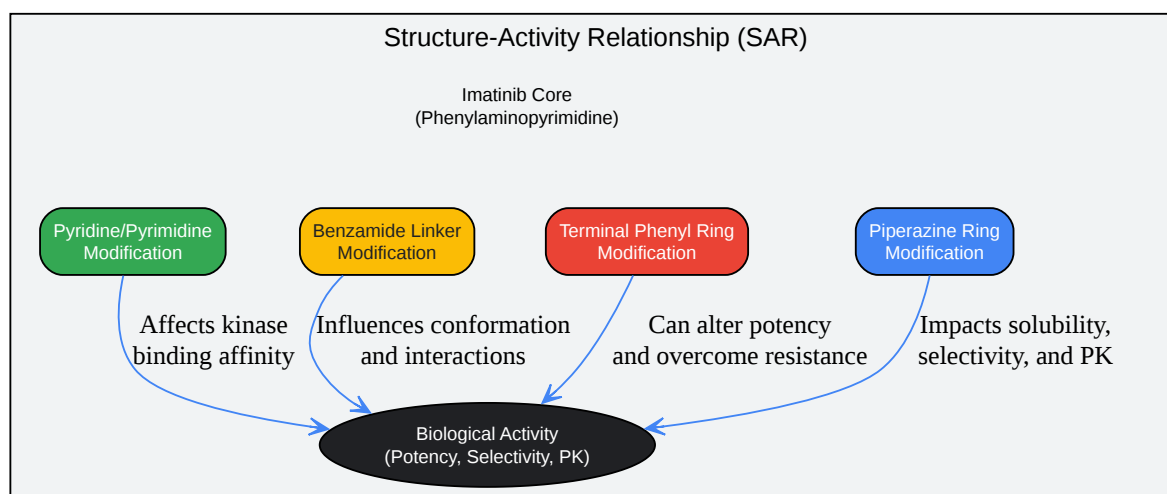 Structure-Activity Relationship (SAR)
Imatinib Core
(Phenylaminopyrimidine)
Pyridine/Pyrimidine
Modification
Benzamide Linker
Modification
Terminal Phenyl Ring
Modification
Piperazine Ring
Modification
Affects kinase
binding affinity
Influences conformation
and interactions
Can alter potency
and overcome resistance
Impacts solubility,
selectivity, and PK
Biological Activity
(Potency, Selectivity, PK)